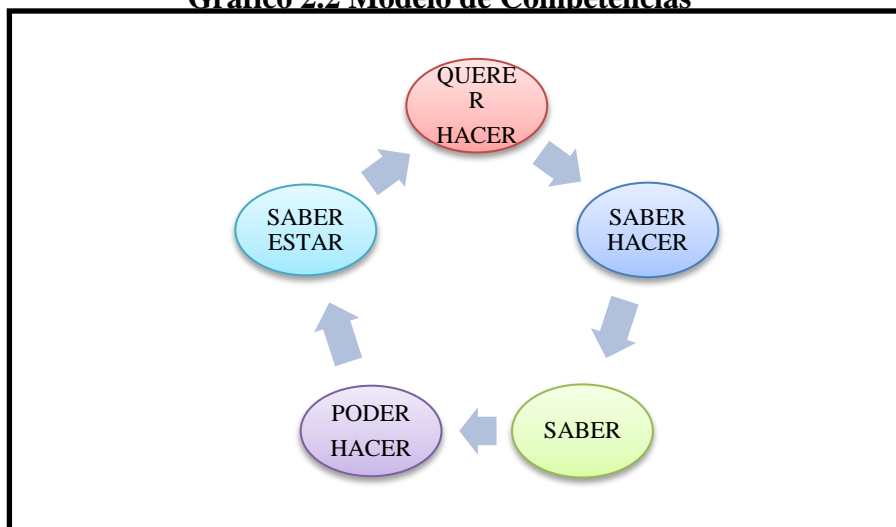 Gráfico 2.2 Modelo de Competencias
QUERE
R
HACER
SABER
HACER
SABER
PODER
HACER
SABER
ESTAR